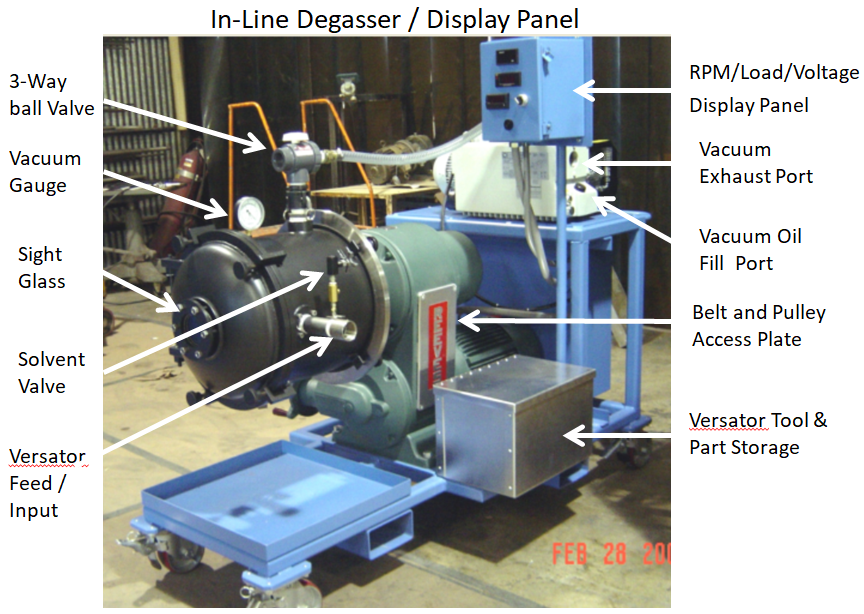 In-Line Degasser / Display Panel
3-Way
ball Valve
Vacuum
Gauge
Sight
Glass
Solvent
Valve
Versator
Feed /
Input
RPM/Load/Voltage
Display Panel
Vacuum
Exhaust Port
Vacuum Oil
Fill Port
Belt and Pulley
Access Plate
Versator Tool &
Part Storage
REEVES
FEB 28 200